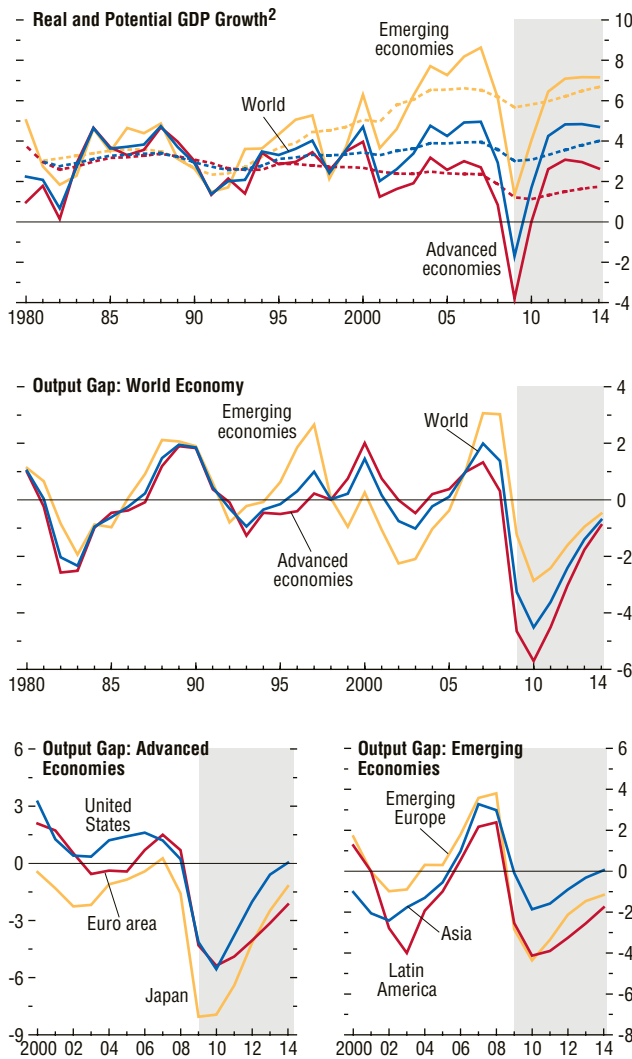 Real and Potential GDP Growth2
10
8
6
4
2
0
-2
-4
Emerging
economies
World
Advanced
economies
1980 85 90 95 2000 05 10 14
Output Gap: World Economy
4
2
0
-2
-4
-6
Emerging
economies
World
Advanced
economies
1980 85 90 95 2000 05 10 14
Output Gap: Advanced
Economies
6
3
0
-3
-6
-9
United
States
Euro area
Japan
2000 02 04 06 08 10 12 14
Output Gap: Emerging
Economies
6
4
2
0
-2
-4
-6
-8
Emerging
Europe
Asia
Latin
America
2000 02 04 06 08 10 12 14